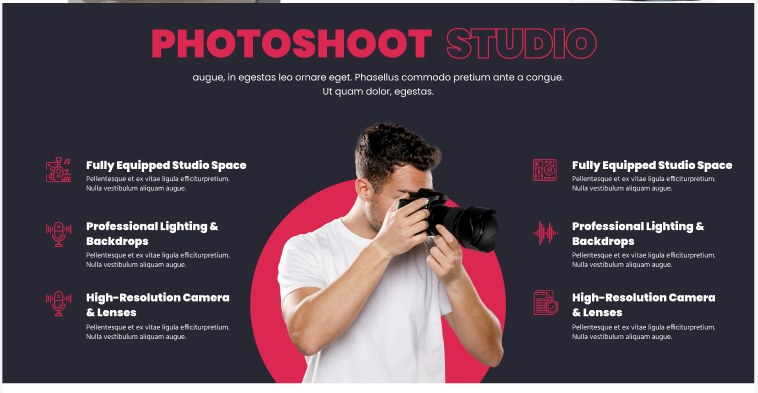 PHOTOSHOOT STUDIO
augue, in egestas leo ornare eget. Phasellus commodo pretium ante a congue.
Ut quam dolor, egestas.
Fully Equipped Studio Space
Pellentesque et ex vitae ligula efficiturpretium.
Nulla vestibulum aliquam augue.
Professional Lighting &
Backdrops
Pellentesque et ex vitae ligula efficiturpretium.
Nulla vestibulum aliquam augue.
High-Resolution Camera
& Lenses
Pellentesque et ex vitae ligula efficiturpretium.
Nulla vestibulum aliquam augue.
Fully Equipped Studio Space
Pellentesque et ex vitae ligula efficiturpretium.
Nulla vestibulum aliquam augue.
Professional Lighting &
Backdrops
Pellentesque et ex vitae ligula efficiturpretium.
Nulla vestibulum aliquam augue.
High-Resolution Camera
& Lenses
Pellentesque et ex vitae ligula efficiturpretium.
Nulla vestibulum aliquam augue.